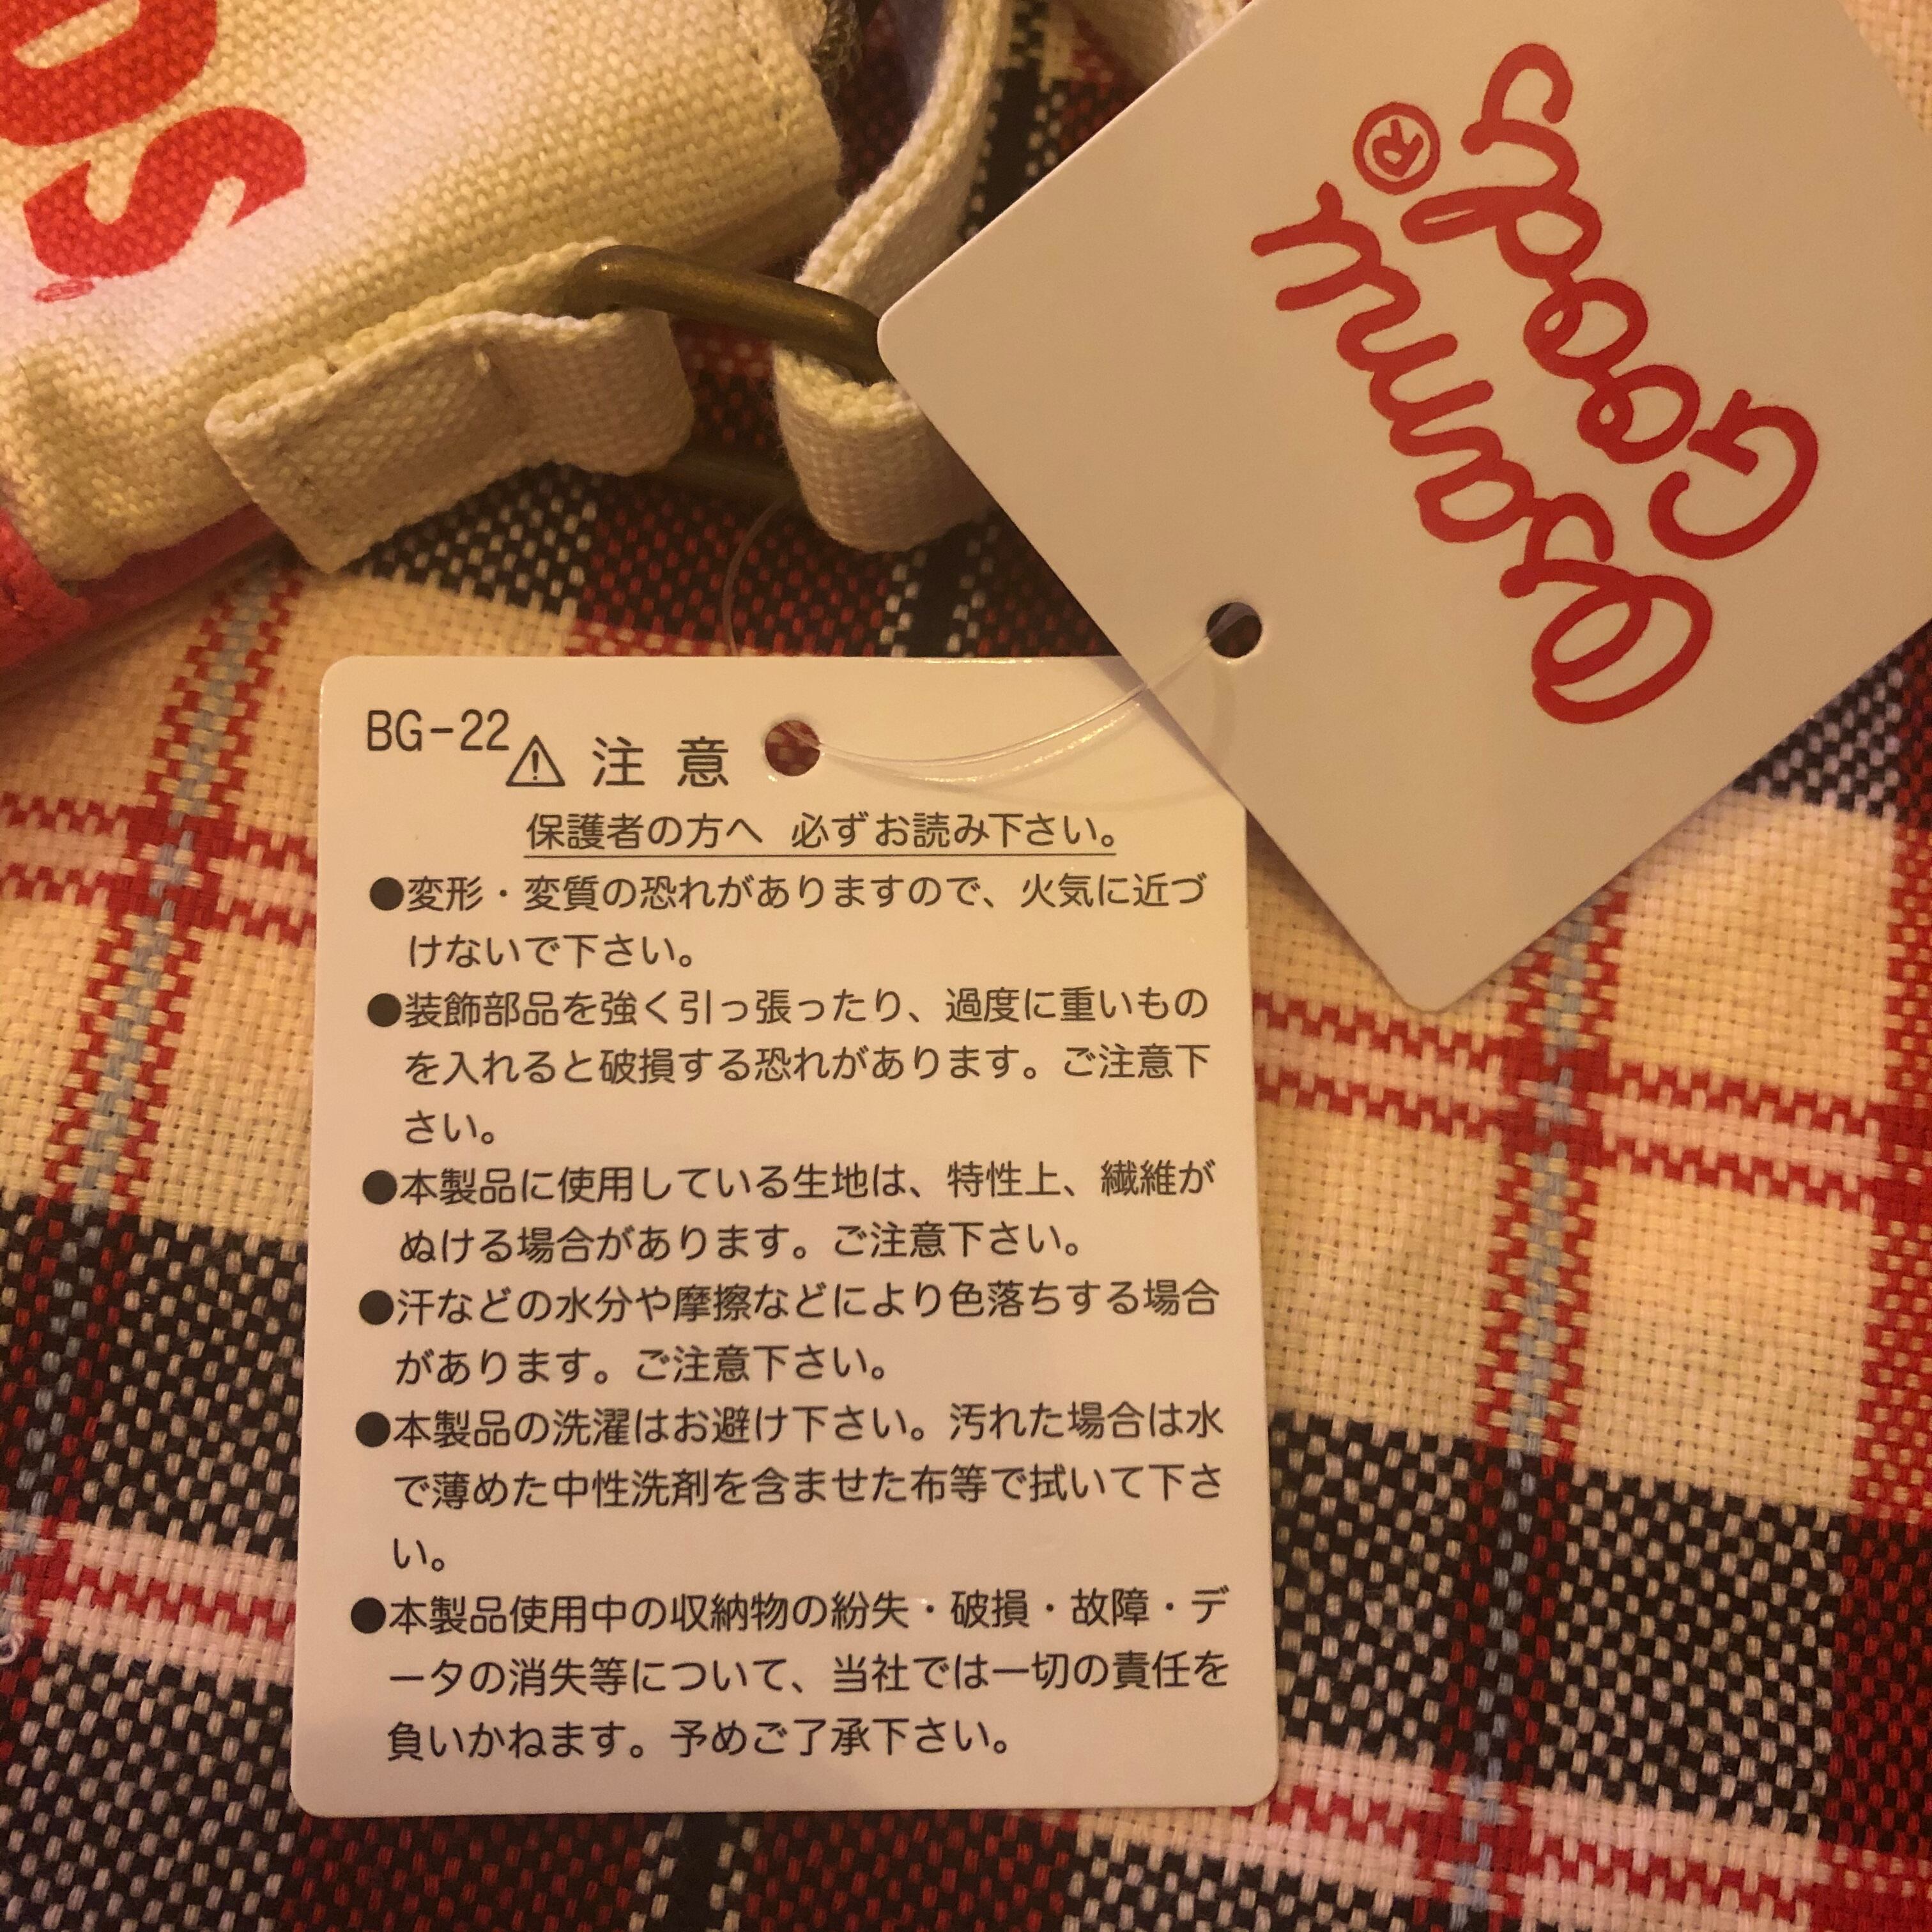 DS
Osamu
Goods®
BG-22
⚠ 注 意
保護者の方へ 必ずお読み下さい。
●変形・変質の恐れがありますので、火気に近づ
けないで下さい。
●装飾部品を強く引っ張ったり、過度に重いもの
を入れると破損する恐れがあります。ご注意下
さい。
●本製品に使用している生地は、特性上、繊維が
ぬける場合があります。ご注意下さい。
●汗などの水分や摩擦などにより色落ちする場合
があります。ご注意下さい。
●本製品の洗濯はお避け下さい。汚れた場合は水
で薄めた中性洗剤を含ませた布等で拭いて下さ
い。
●本製品使用中の収納物の紛失・破損・故障・デ
ータの消失等について、当社では一切の責任を
負いかねます。予めご了承下さい。